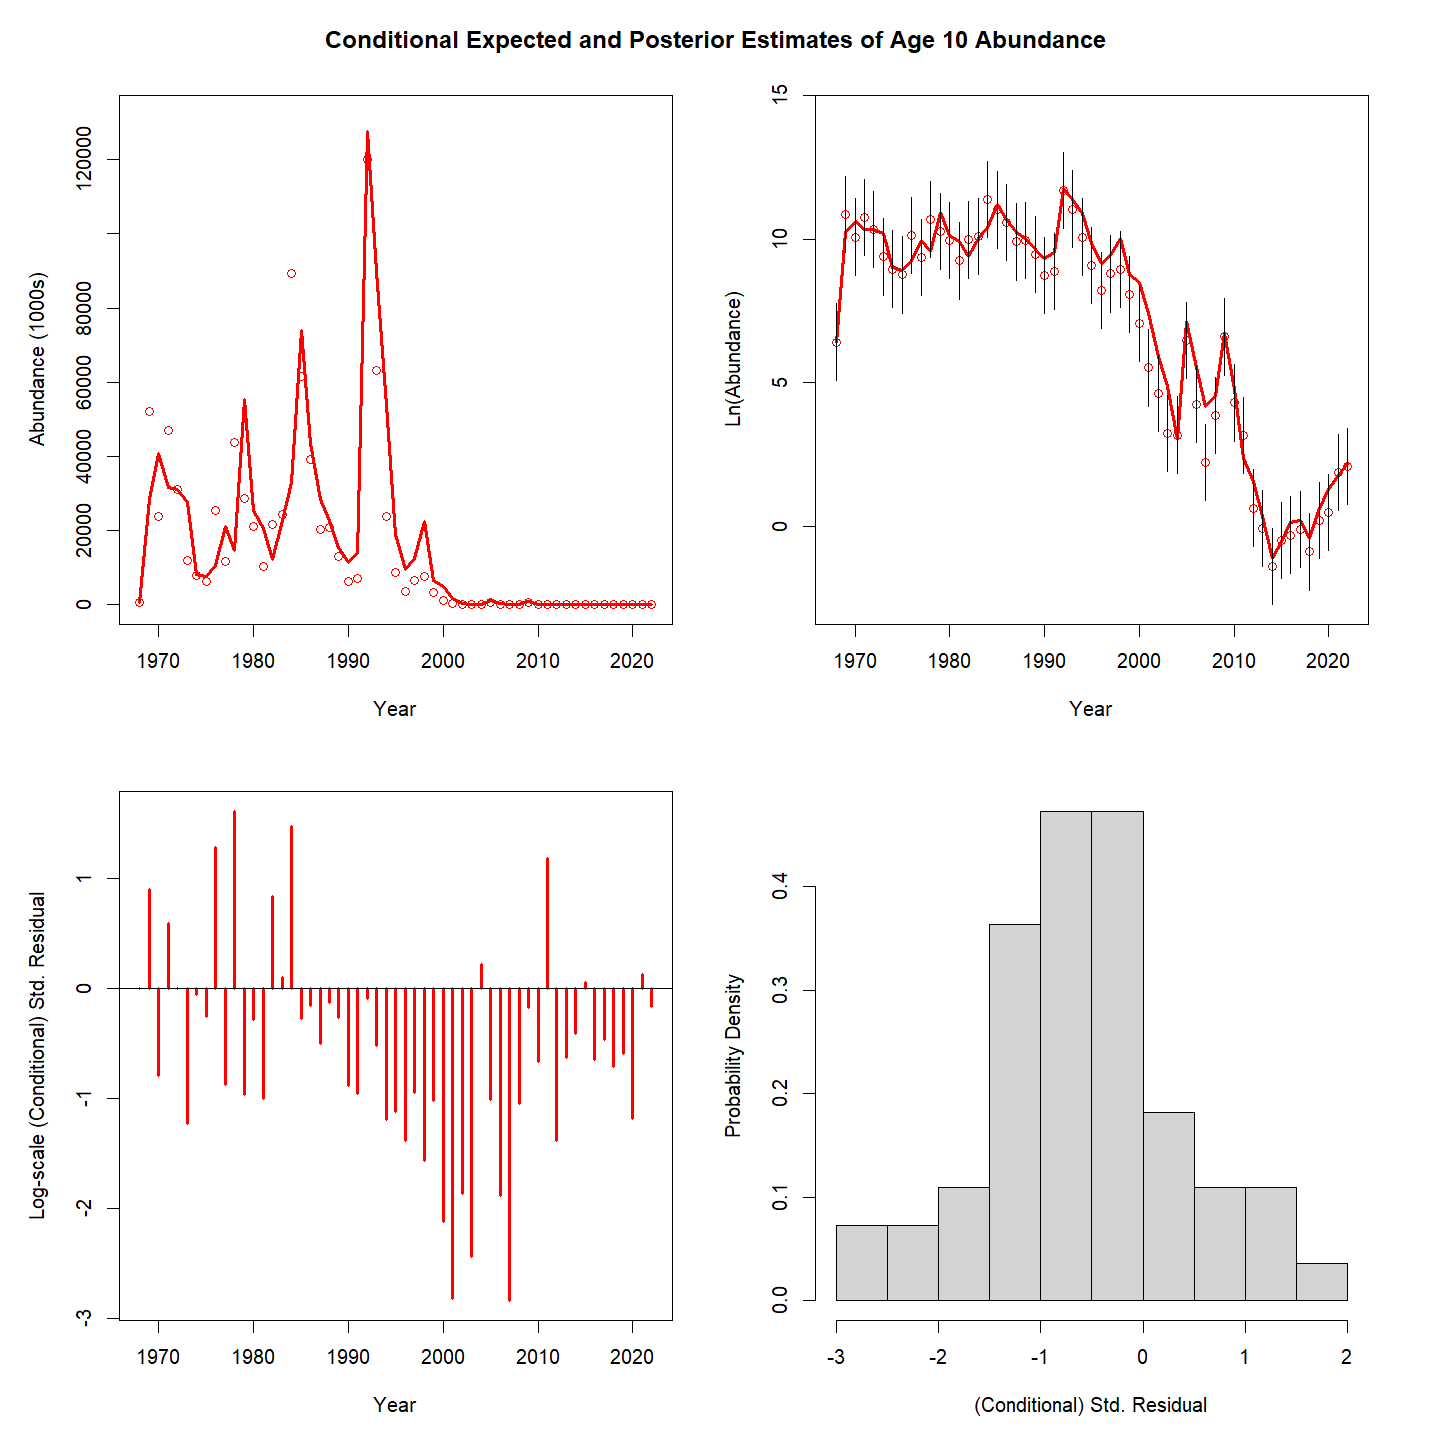 Conditional Expected and Posterior Estimates of Age 10 Abundance
Abundance (1000s)
0 20000 40000 60000 80000 120000
1970 1980 1990 2000 2010 2020
Year
Ln(Abundance)
0 5 10 15
1970 1980 1990 2000 2010 2020
Year
Log-scale (Conditional) Std. Residual
-3 -2 -1 0 1
1970 1980 1990 2000 2010 2020
Year
Probability Density
0.0 0.1 0.2 0.3 0.4
-3 -2 -1 0 1 2
(Conditional) Std. Residual